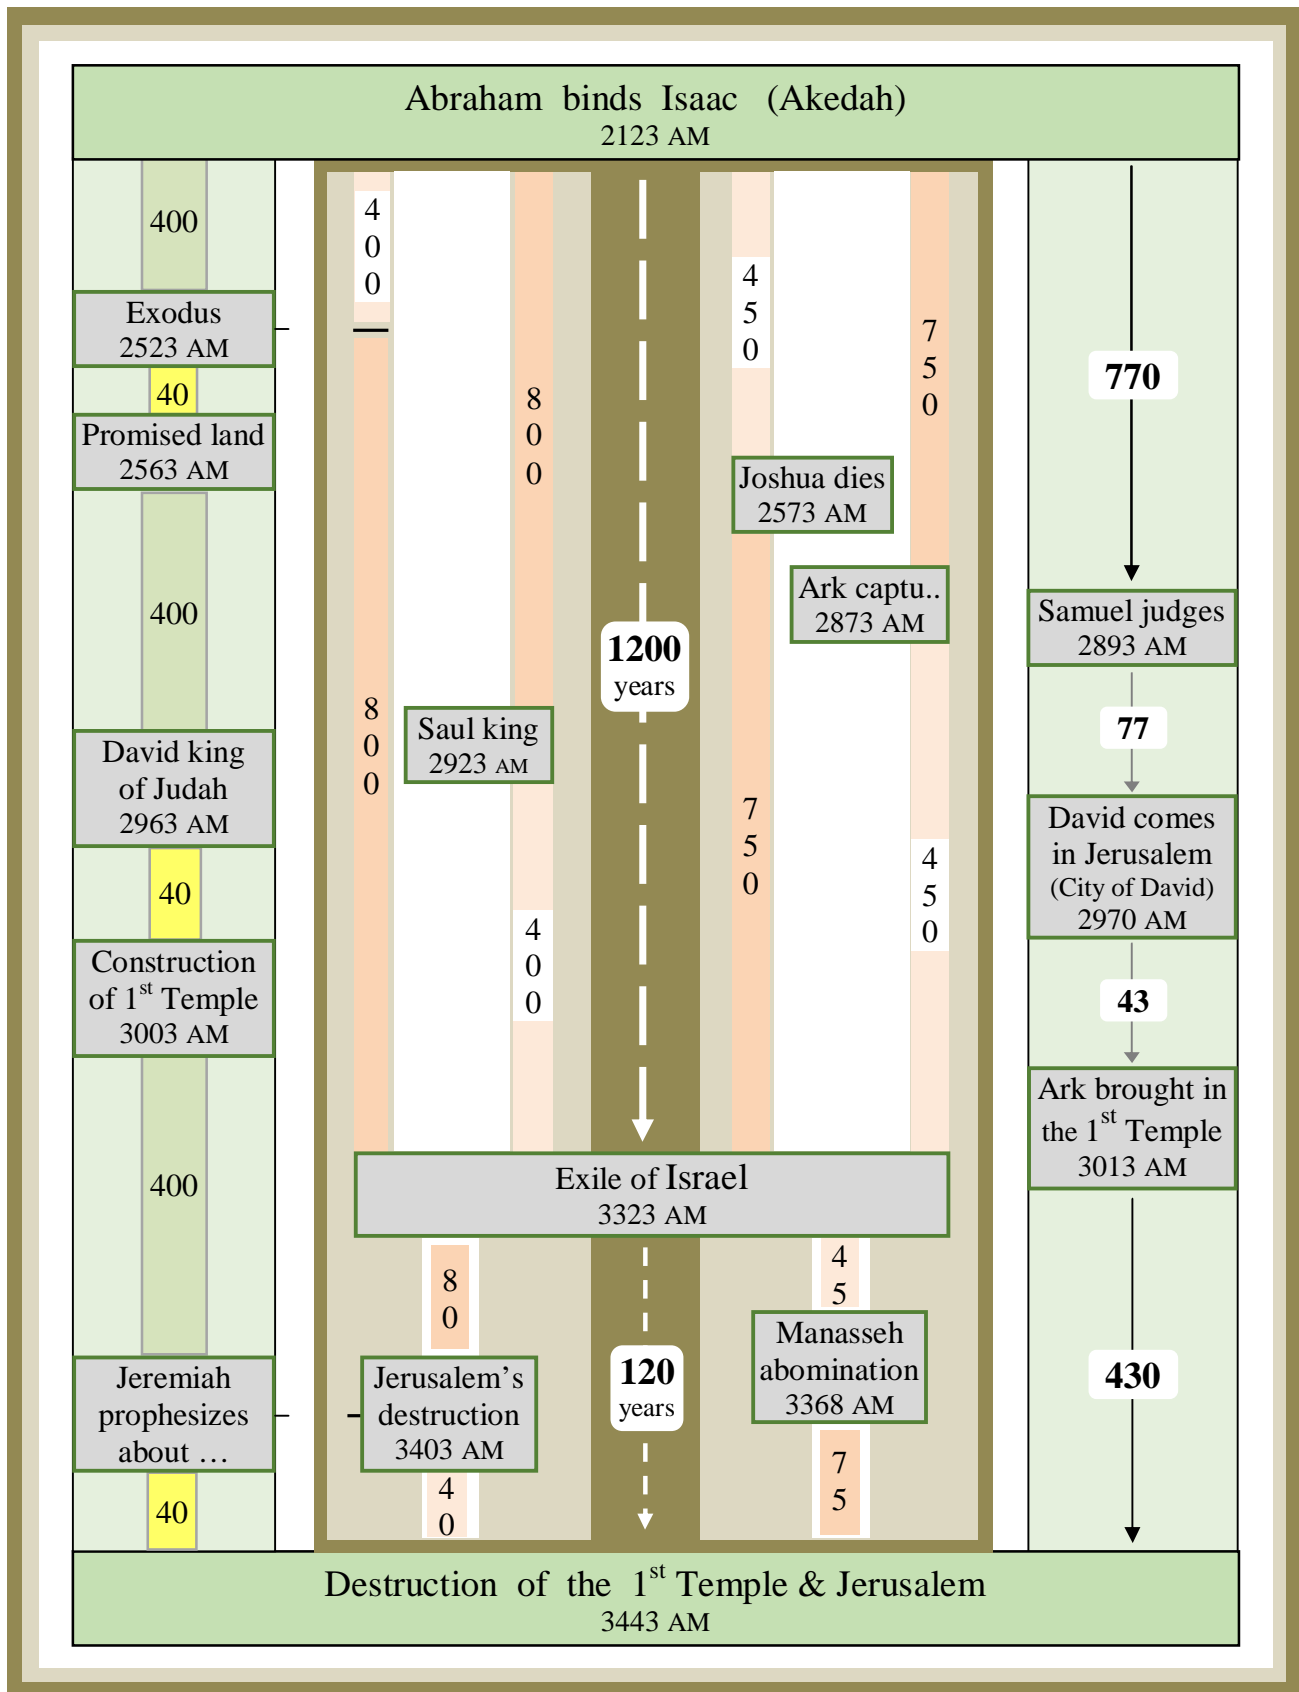 Abraham binds Isaac (Akedah)
2123 AM
400
Exodus
2523 AM
40
Promised land
2563 AM
400
David king
of Judah
2963 AM
40
Construction
of 1st Temple
3003 AM
400
Jeremiah
prophesizes
about …
40
4
0
0
8
0
0
8
0
0
Saul king
2923 AM
4
0
0
1200
years
4
5
0
Joshua dies
2573 AM
7
5
0
7
5
0
Ark captu..
2873 AM
4
5
0
Exile of Israel
3323 AM
8
0
Jerusalem’s
destruction
3403 AM
4
0
120
years
4
5
Manasseh
abomination
3368 AM
7
5
770
Samuel judges
2893 AM
77
David comes
in Jerusalem
(City of David)
2970 AM
43
Ark brought in
the 1st Temple
3013 AM
430
Destruction of the 1st Temple & Jerusalem
3443 AM